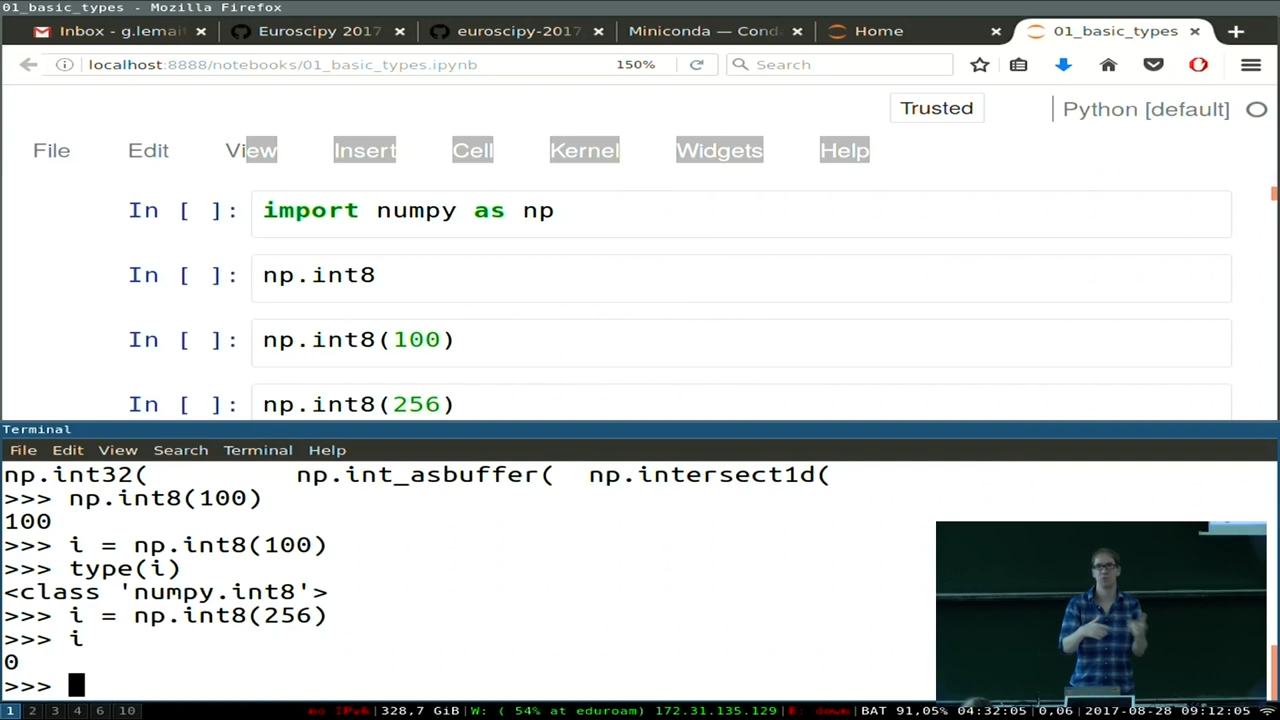 01_basic_types - Mozilla Firefox
Inbox - g.lemait Euroscipy 2017 euroscipy-2017 Miniconda — Cond Home 01_basic_types
localhost:8888/notebooks/01_basic_types.ipynb 150% Search
Trusted Python [default]
File Edit View Insert Cell Kernel Widgets Help
In [ ]: import numpy as np
In [ ]: np.int8
In [ ]: np.int8(100)
In [ ]: np.int8(256)
Terminal
File Edit View Search Terminal Help
np.int32( np.int_asbuffer( np.intersect1d(
>>> np.int8(100)
100
>>> i = np.int8(100)
>>> type(i)
<class 'numpy.int8'>
>>> i = np.int8(256)
>>> i
0
>>>
1 2 3 4 6 10 no IPv6|328,7 GiB|W: ( 54% at eduroam) 172.31.135.129|E: down|BAT 91,05% 04:32:05|0,06|2017-08-28 09:12:05